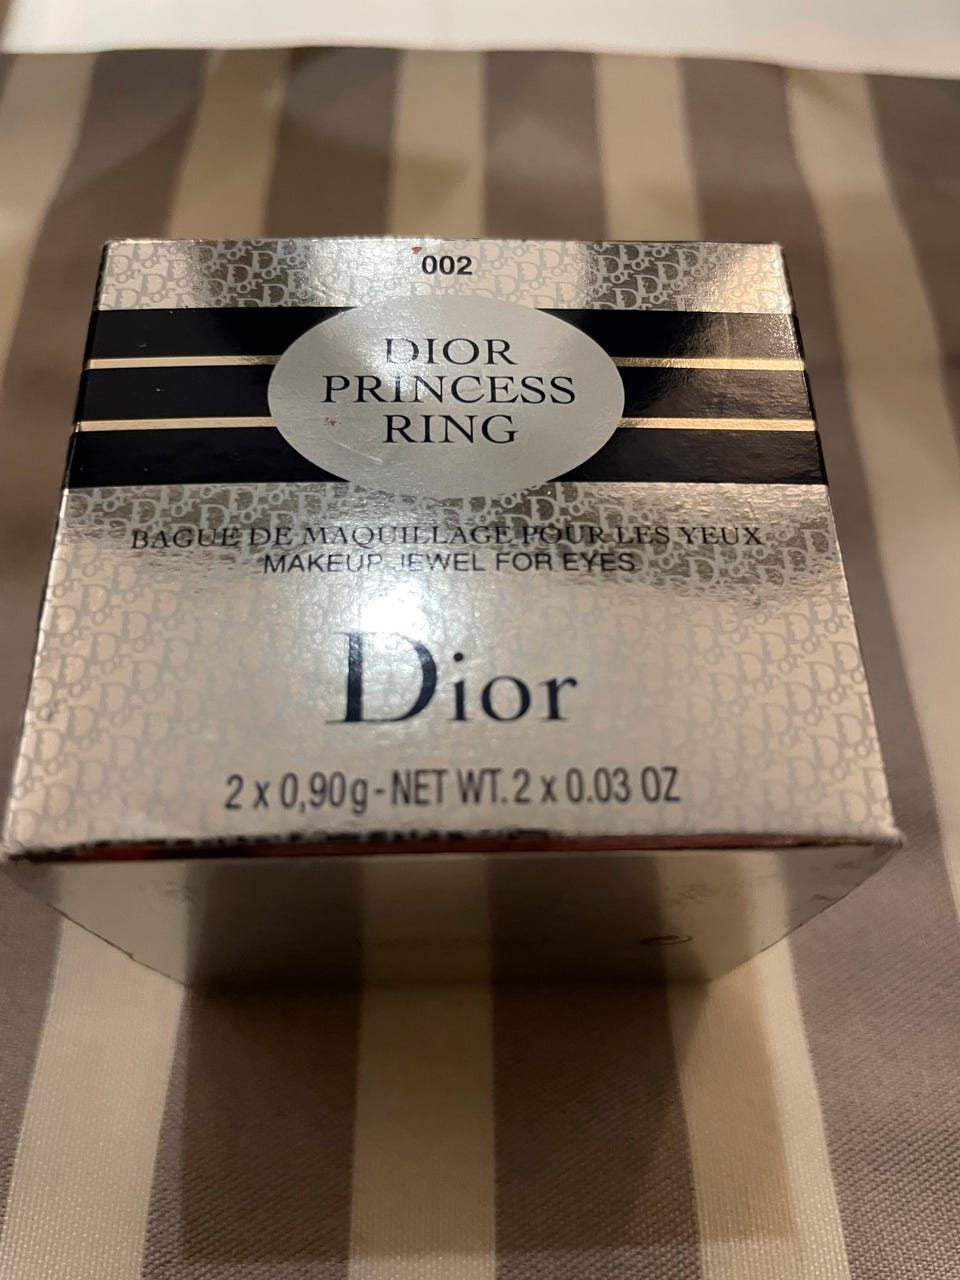 002
DIOR
PRINCESS
RING
BAGUE DE MAQUILLAGE POUR LES YEUX
MAKEUP JEWEL FOR EYES
Dior
2 x 0,90g - NET WT. 2 x 0.03 OZ